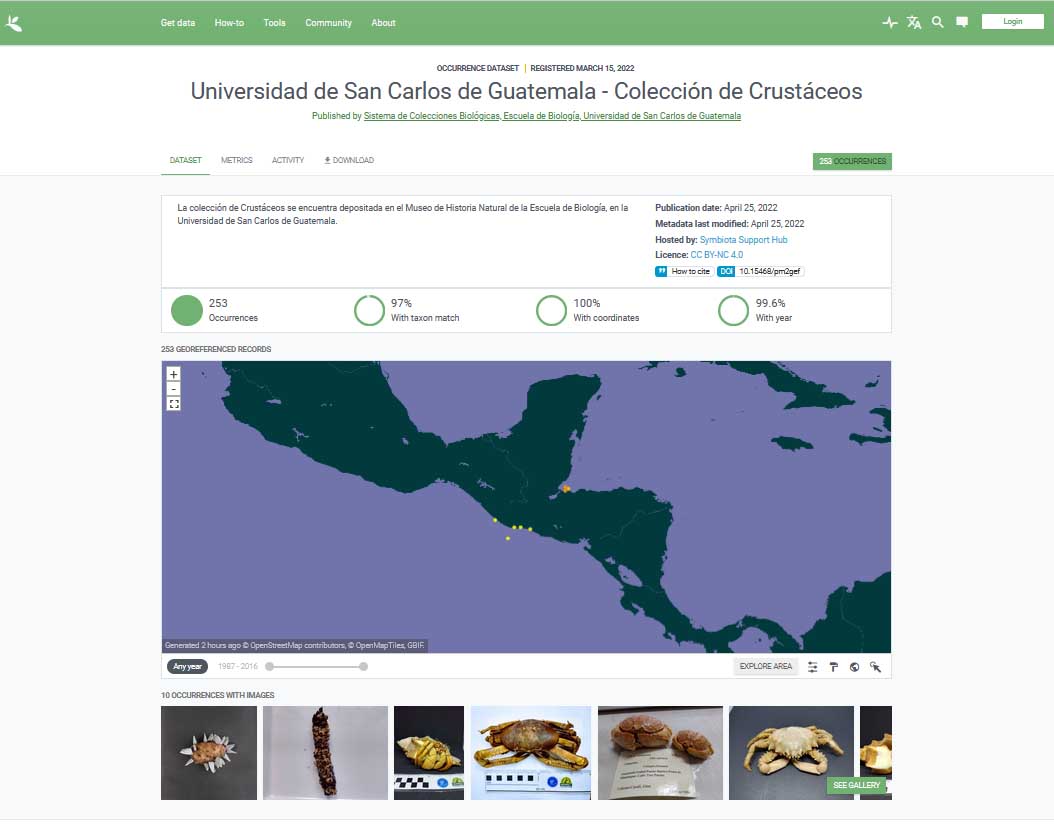 Get data How-to Tools Community About Login
OCCURRENCE DATASET | REGISTERED MARCH 15, 2022
Universidad de San Carlos de Guatemala - Colección de Crustáceos
Published by Sistema de Colecciones Biológicas, Escuela de Biología, Universidad de San Carlos de Guatemala
DATASET METRICS ACTIVITY DOWNLOAD 253 OCCURRENCES
La colección de Crustáceos se encuentra depositada en el Museo de Historia Natural de la Escuela de Biología, en la
Universidad de San Carlos de Guatemala.
Publication date: April 25, 2022
Metadata last modified: April 25, 2022
Hosted by: Symbiota Support Hub
Licence: CC BY-NC 4.0
How to cite DOI 10.15468/pm2gef
253
Occurrences
97%
With taxon match
100%
With coordinates
99.6%
With year
253 GEOREFERENCED RECORDS
+
-
Generated 2 hours ago © OpenStreetMap contributors, © OpenMapTiles, GBIF.
Any year 1987 - 2016 EXPLORE AREA
10 OCCURRENCES WITH IMAGES
SEE GALLERY